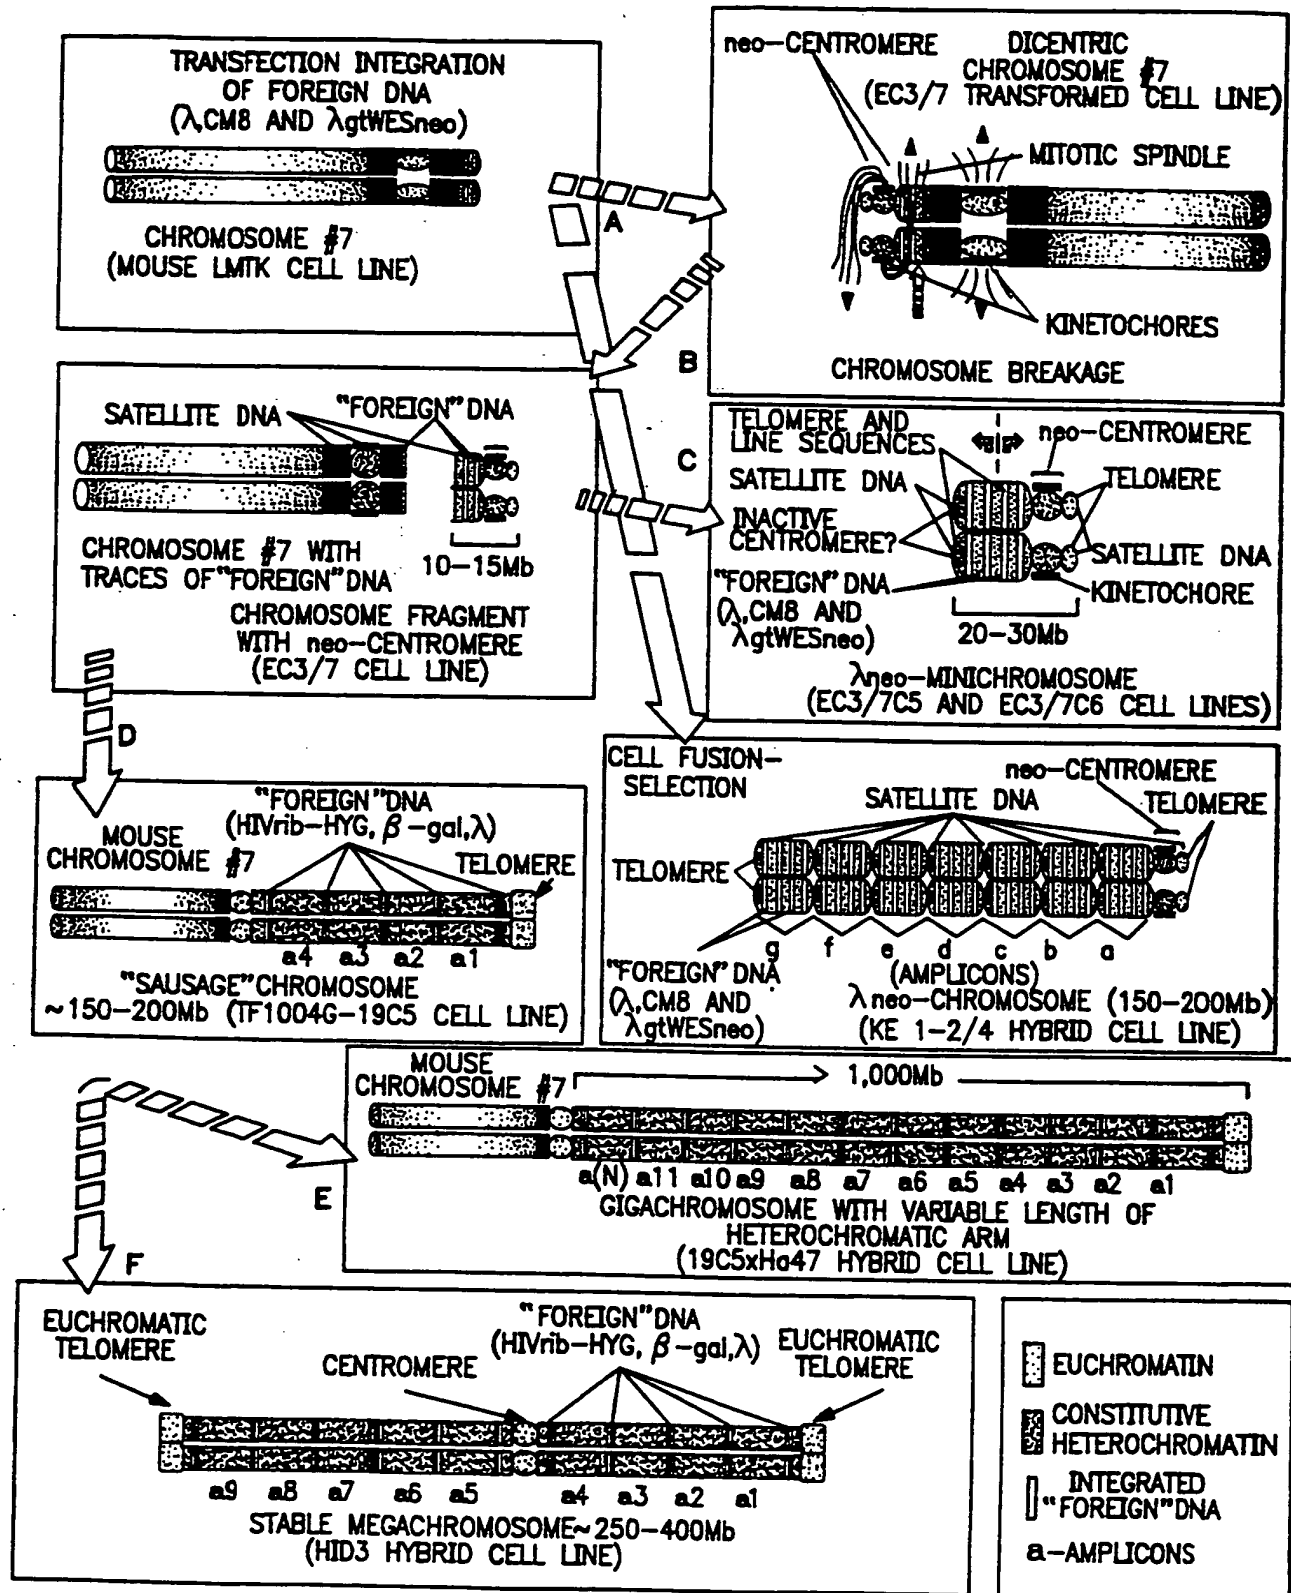 TRANSFECTION INTEGRATION
OF FOREIGN DNA
(λ,CM8 AND λgtWESneo)
CHROMOSOME #7
(MOUSE LMTK CELL LINE)
A
neo-CENTROMERE
DICENTRIC
CHROMOSOME #7
(EC3/7 TRANSFORMED CELL LINE)
MITOTIC SPINDLE
KINETOCHORES
CHROMOSOME BREAKAGE
B
SATELLITE DNA
"FOREIGN" DNA
CHROMOSOME #7 WITH
TRACES OF "FOREIGN" DNA
10-15Mb
CHROMOSOME FRAGMENT
WITH neo-CENTROMERE
(EC3/7 CELL LINE)
C
TELOMERE AND
LINE SEQUENCES
neo-CENTROMERE
SATELLITE DNA
TELOMERE
INACTIVE
CENTROMERE?
SATELLITE DNA
"FOREIGN" DNA
(λ,CM8 AND
λgtWESneo)
KINETOCHORE
20-30Mb
λneo-MINICHROMOSOME
(EC3/7C5 AND EC3/7C6 CELL LINES)
D
"FOREIGN" DNA
(HIVrib-HYG, β-gal,λ)
MOUSE
CHROMOSOME #7
TELOMERE
a4 a3 a2 a1
"SAUSAGE" CHROMOSOME
~150-200Mb (TF1004G-19C5 CELL LINE)
CELL FUSION-
SELECTION
neo-CENTROMERE
SATELLITE DNA
TELOMERE
TELOMERE
g f e d c b a
"FOREIGN" DNA
(λ,CM8 AND
λgtWESneo)
(AMPLICONS)
λneo-CHROMOSOME (150-200Mb)
(KE 1-2/4 HYBRID CELL LINE)
MOUSE
CHROMOSOME #7
1,000Mb
a(N) a11 a10 a9 a8 a7 a6 a5 a4 a3 a2 a1
E
GIGACHROMOSOME WITH VARIABLE LENGTH OF
HETEROCHROMATIC ARM
(19C5xHa47 HYBRID CELL LINE)
F
EUCHROMATIC
TELOMERE
CENTROMERE
"FOREIGN" DNA
(HIVrib-HYG, β-gal,λ)
EUCHROMATIC
TELOMERE
a9 a8 a7 a6 a5 a4 a3 a2 a1
STABLE MEGACHROMOSOME~250-400Mb
(HID3 HYBRID CELL LINE)
EUCHROMATIN
CONSTITUTIVE
HETEROCHROMATIN
INTEGRATED
"FOREIGN" DNA
a-AMPLICONS